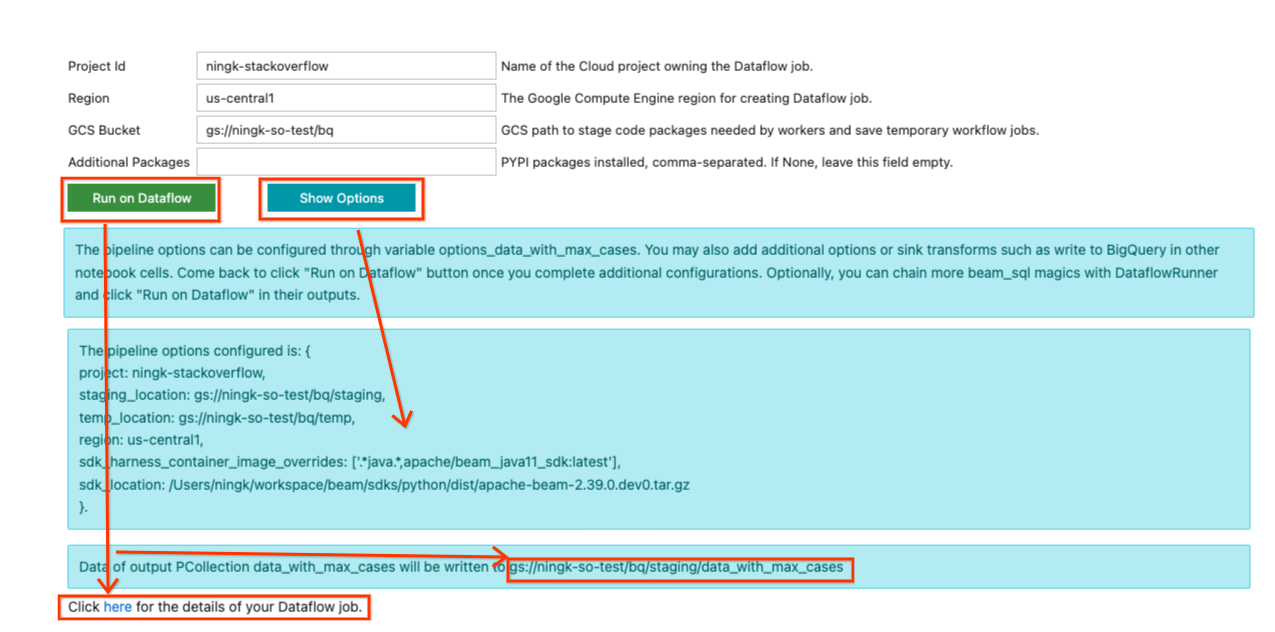 Project Id ningk-stackoverflow Name of the Cloud project owning the Dataflow job.
Region us-central1 The Google Compute Engine region for creating Dataflow job.
GCS Bucket gs://ningk-so-test/bq GCS path to stage code packages needed by workers and save temporary workflow jobs.
Additional Packages PYPI packages installed, comma-separated. If None, leave this field empty.
Run on Dataflow Show Options
The pipeline options can be configured through variable options_data_with_max_cases. You may also add additional options or sink transforms such as write to BigQuery in other
notebook cells. Come back to click "Run on Dataflow" button once you complete additional configurations. Optionally, you can chain more beam_sql magics with DataflowRunner
and click "Run on Dataflow" in their outputs.
The pipeline options configured is: {
project: ningk-stackoverflow,
staging_location: gs://ningk-so-test/bq/staging,
temp_location: gs://ningk-so-test/bq/temp,
region: us-central1,
sdk_harness_container_image_overrides: ['.*java.*,apache/beam_java11_sdk:latest'],
sdk_location: /Users/ningk/workspace/beam/sdks/python/dist/apache-beam-2.39.0.dev0.tar.gz
}.
Data of output PCollection data_with_max_cases will be written to gs://ningk-so-test/bq/staging/data_with_max_cases
Click here for the details of your Dataflow job.